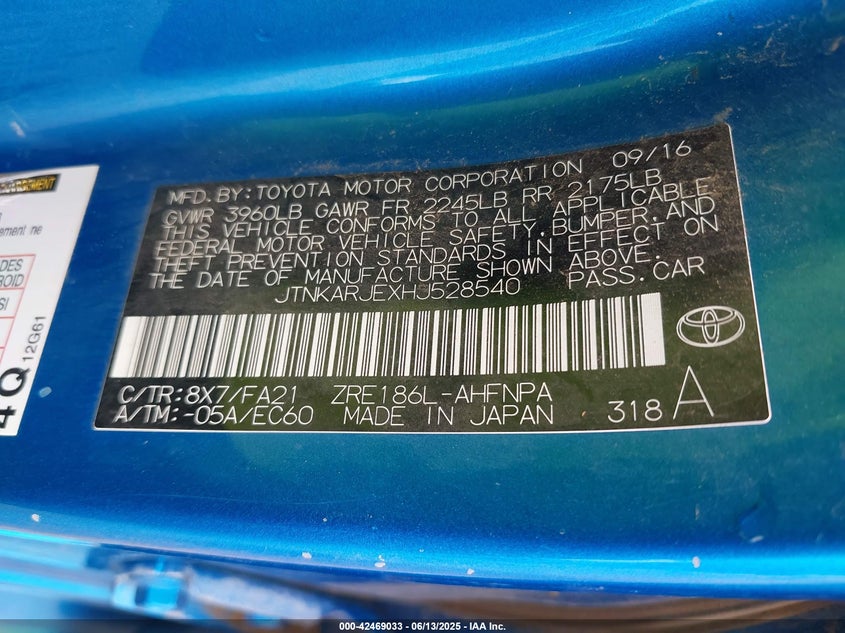 MFD. BY: TOYOTA MOTOR CORPORATION 09/16
GVWR 3960LB GAWR FR 2245LB RR 2175LB
THIS VEHICLE CONFORMS TO ALL APPLICABLE
FEDERAL MOTOR VEHICLE SAFETY, BUMPER, AND
THEFT PREVENTION STANDARDS IN EFFECT ON
THE DATE OF MANUFACTURE SHOWN ABOVE.
JTNKARJEXHJ528540 PASS.CAR
C/TR:8X7/FA21 ZRE186L-AHFNPA
A/TM:-05A/EC60 MADE IN JAPAN 318 A
4Q
12G61
000-42469033 - 06/13/2025 - IAA Inc.